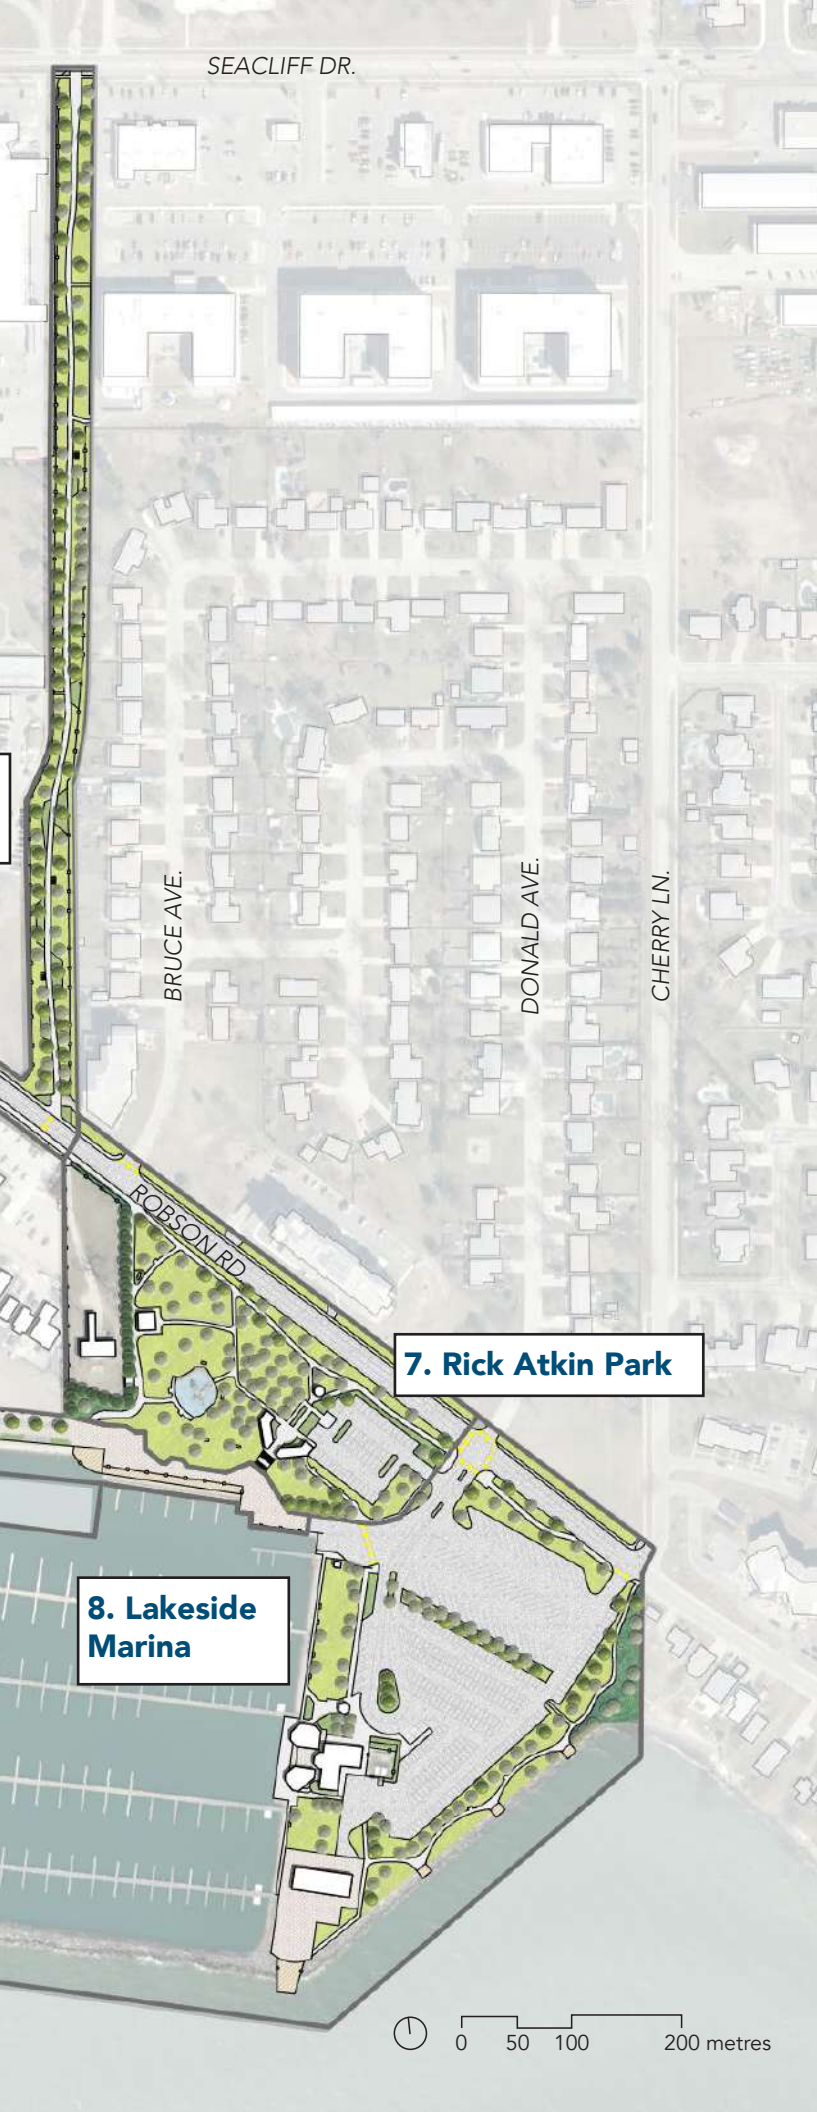 SEACLIFF DR.
BRUCE AVE.
DONALD AVE.
CHERRY LN.
ROBSON RD
7. Rick Atkin Park
8. Lakeside
Marina
0 50 100 200 metres